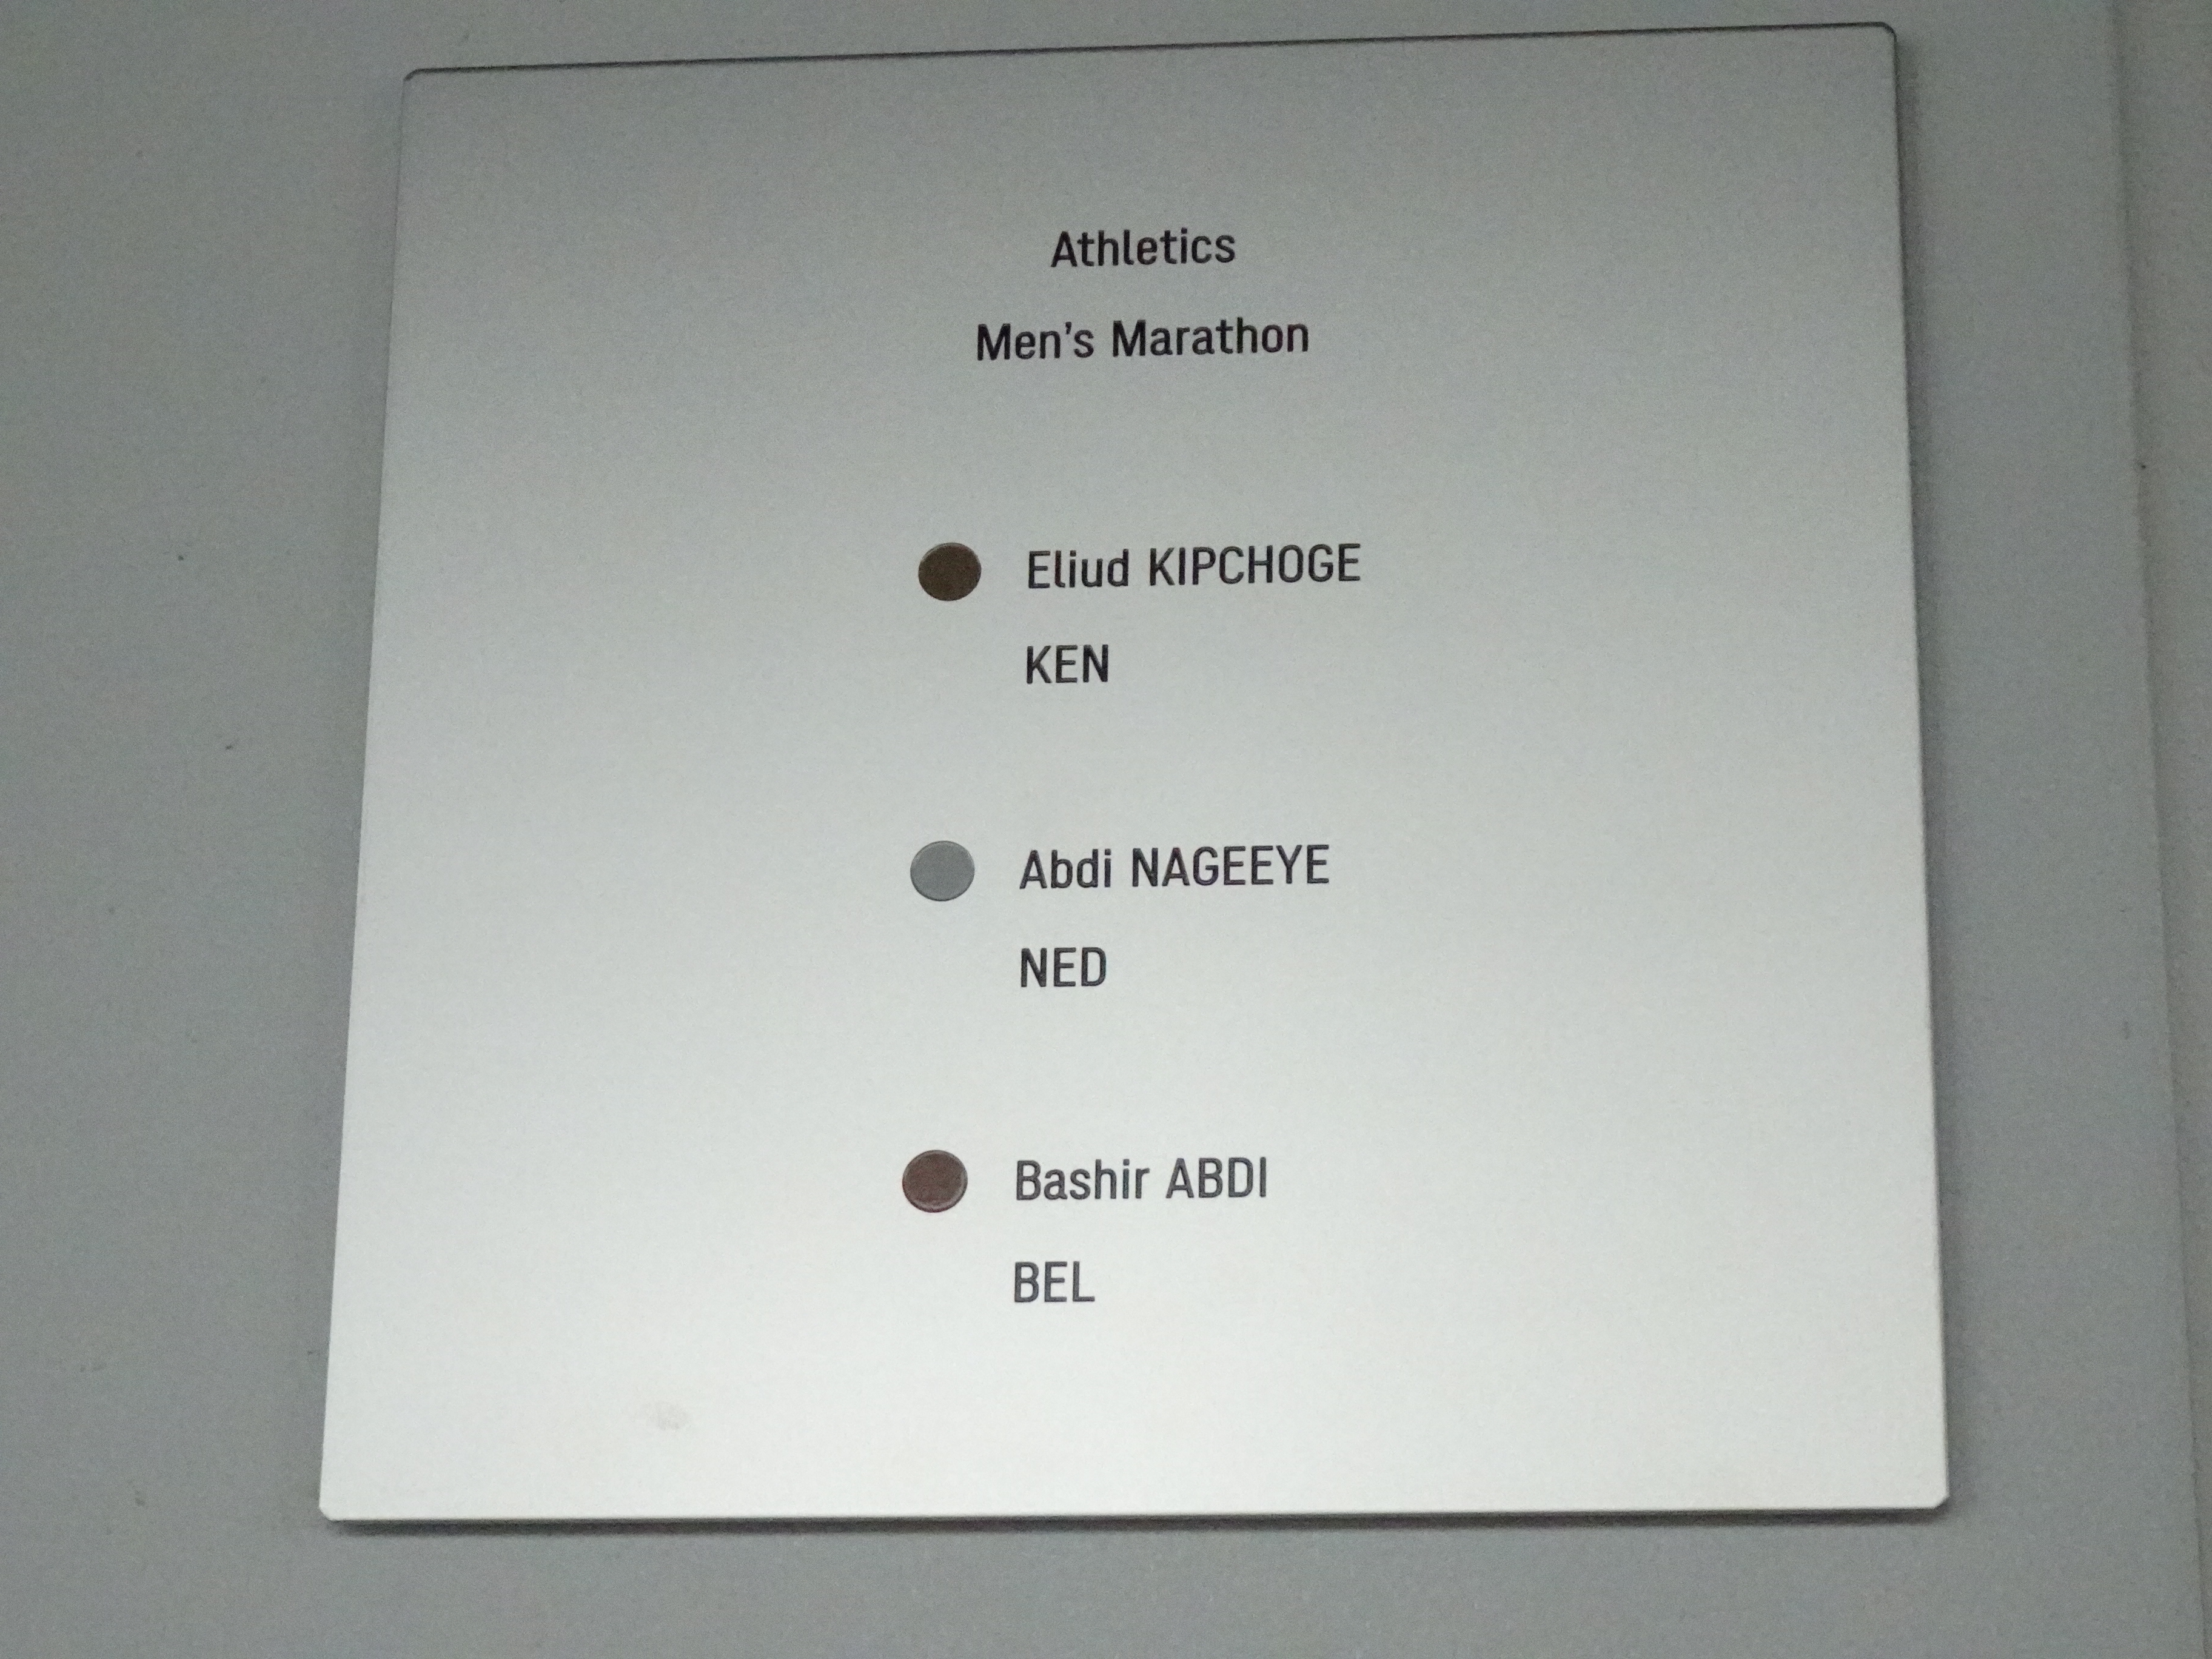 Athletics
Men's Marathon
Eliud KIPCHOGE
KEN
Abdi NAGEEYE
NED
Bashir ABDI
BEL